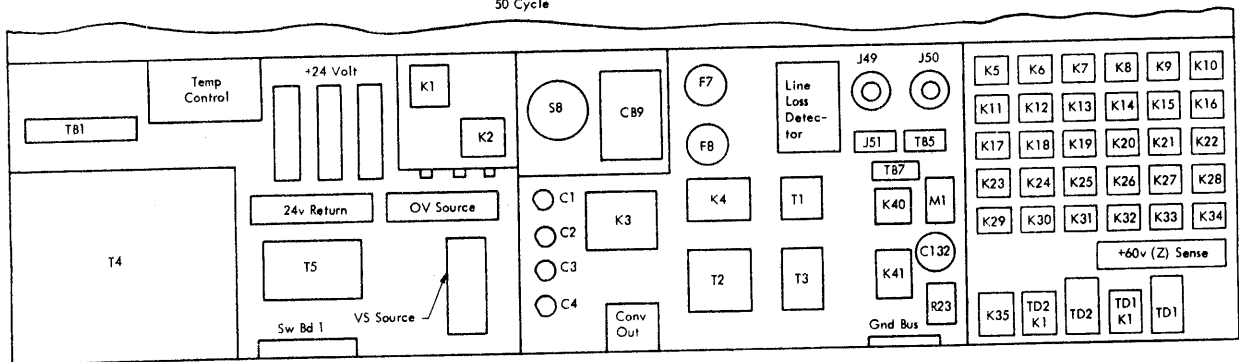 50 Cycle
TB1
Temp
Control
+24 Volt
K1
K2
T4
24v Return
OV Source
T5
VS Source
Sw Bd 1
S8
CB9
C1
C2
C3
C4
K3
Conv
Out
F7
F8
Line
Loss
Detec-
tor
J49
J50
J51
TB5
TB7
K4
T1
K40
M1
T2
T3
K41
C132
R23
Gnd Bus
K5 K6 K7 K8 K9 K10
K11 K12 K13 K14 K15 K16
K17 K18 K19 K20 K21 K22
K23 K24 K25 K26 K27 K28
K29 K30 K31 K32 K33 K34
+60v (Z) Sense
K35
TD2
K1
TD2
TD1
K1
TD1